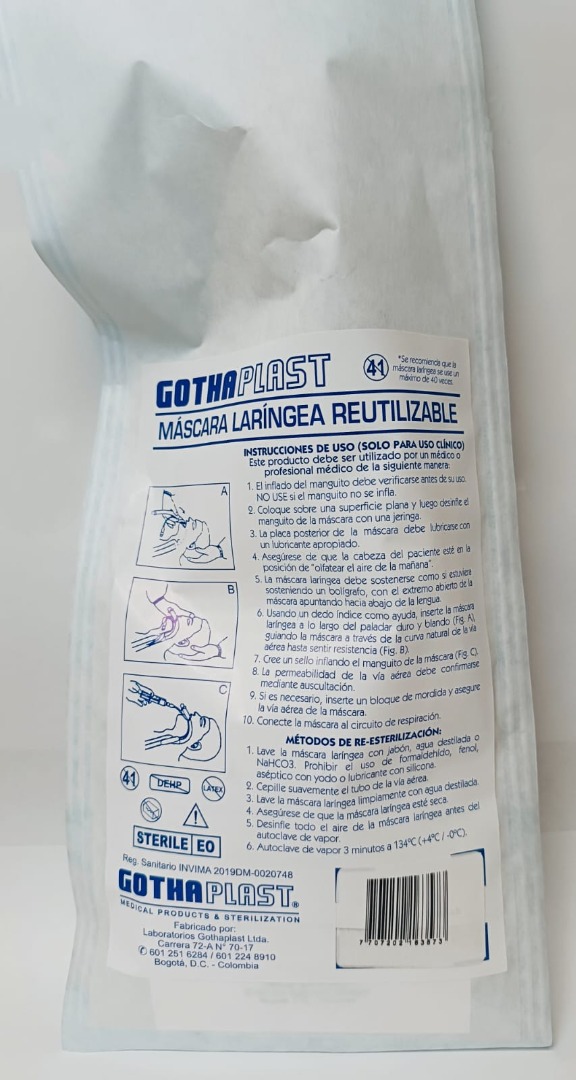 GOTHAPLAST
41
*Se recomienda que la
máscara laríngea se use un
máximo de 40 veces.
MÁSCARA LARÍNGEA REUTILIZABLE
INSTRUCCIONES DE USO (SOLO PARA USO CLÍNICO)
Este producto debe ser utilizado por un médico o
profesional médico de la siguiente manera:
1. El inflado del manguito debe verificarse antes de su uso.
NO USE si el manguito no se infla.
2. Coloque sobre una superficie plana y luego desinfle el
manguito de la máscara con una jeringa.
3. La placa posterior de la máscara debe lubricarse con
un lubricante apropiado.
4. Asegúrese de que la cabeza del paciente esté en la
posición de "olfatear el aire de la mañana".
5. La máscara laríngea debe sostenerse como si estuviera
sosteniendo un bolígrafo, con el extremo abierto de la
máscara apuntando hacia abajo de la lengua.
6. Usando un dedo índice como ayuda, inserte la máscara
laríngea a lo largo del paladar duro y blando (Fig. A),
guiando la máscara a través de la curva natural de la vía
aérea hasta sentir resistencia (Fig. B).
7. Cree un sello inflando el manguito de la máscara (Fig. C).
8. La permeabilidad de la vía aérea debe confirmarse
mediante auscultación.
9. Si es necesario, inserte un bloque de mordida y asegure
la vía aérea de la máscara.
10. Conecte la máscara al circuito de respiración.
A
B
C
MÉTODOS DE RE-ESTERILIZACIÓN:
1. Lave la máscara laríngea con jabón, agua destilada o
NaHCO3. Prohibir el uso de formaldehído, fenol,
aséptico con yodo o lubricante con silicona.
2. Cepille suavemente el tubo de la vía aérea.
3. Lave la máscara laríngea limpiamente con agua destilada.
4. Asegúrese de que la máscara laríngea esté seca.
5. Desinfle todo el aire de la máscara laríngea antes del
autoclave de vapor.
6. Autoclave de vapor 3 minutos a 134ºC (+4ºC / -0ºC).
41
DEHP
LATEX
STERILE EO
Reg. Sanitario INVIMA 2019DM-0020748
GOTHAPLAST®
MEDICAL PRODUCTS & STERILIZATION
Fabricado por:
Laboratorios Gothaplast Ltda.
Carrera 72-A N° 70-17
601 251 6284 / 601 224 8910
Bogotá, D.C. - Colombia
7 707202 183873